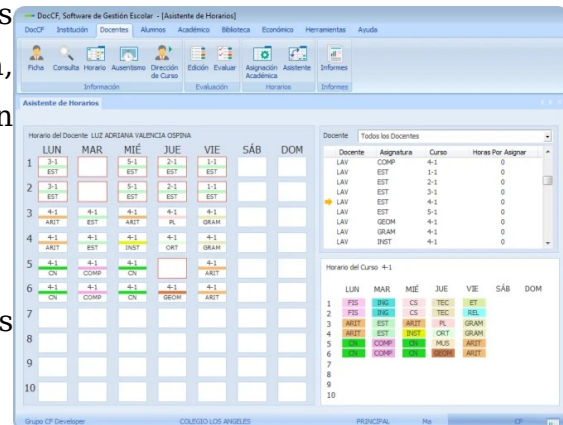 s
n,
n
s
DocCF, Software de Gestión Escolar - [Asistente de Horarios]
DocCF Institución Docentes Alumnos Académico Biblioteca Económico Herramientas Ayuda
Ficha Consulta Horario Ausentismo Dirección de Curso Edición Evaluar Asignación Académica Asistente Informes
Información Evaluación Horarios Informes
Asistente de Horarios
Horario del Docente LUZ ADRIANA VALENCIA OSPINA
LUN MAR MIÉ JUE VIE SÁB DOM
1 3-1 5-1 2-1 1-1
EST EST EST EST
2 3-1 5-1 2-1 1-1
EST EST EST EST
3 4-1 4-1 4-1 4-1 4-1
ARIT EST ARIT PL GRAM
4 4-1 4-1 4-1 4-1 4-1
ARIT EST INST ORT GRAM
5 4-1 4-1 4-1 4-1
CN COMP CN ARIT
6 4-1 4-1 4-1 4-1 4-1
CN COMP CN GEOM ARIT
7
8
9
10
Docente Todos los Docentes
Docente Asignatura Curso Horas Por Asignar
LAV COMP 4-1 0
LAV EST 1-1 0
LAV EST 2-1 0
LAV EST 3-1 0
LAV EST 4-1 0
LAV EST 5-1 0
LAV GEOM 4-1 0
LAV GRAM 4-1 0
LAV INST 4-1 0
Horario del Curso 4-1
LUN MAR MIÉ JUE VIE SÁB DOM
1 FIS ING CS TEC ET
2 FIS ING CS TEC REL
3 ARIT EST ARIT PL GRAM
4 ARIT EST INST ORT GRAM
5 CN COMP CN MUS ARIT
6 CN COMP CN GEOM ARIT
7
8
9
10
Grupo CF Developer COLEGIO LOS ANGELES PRINCIPAL Ma CF